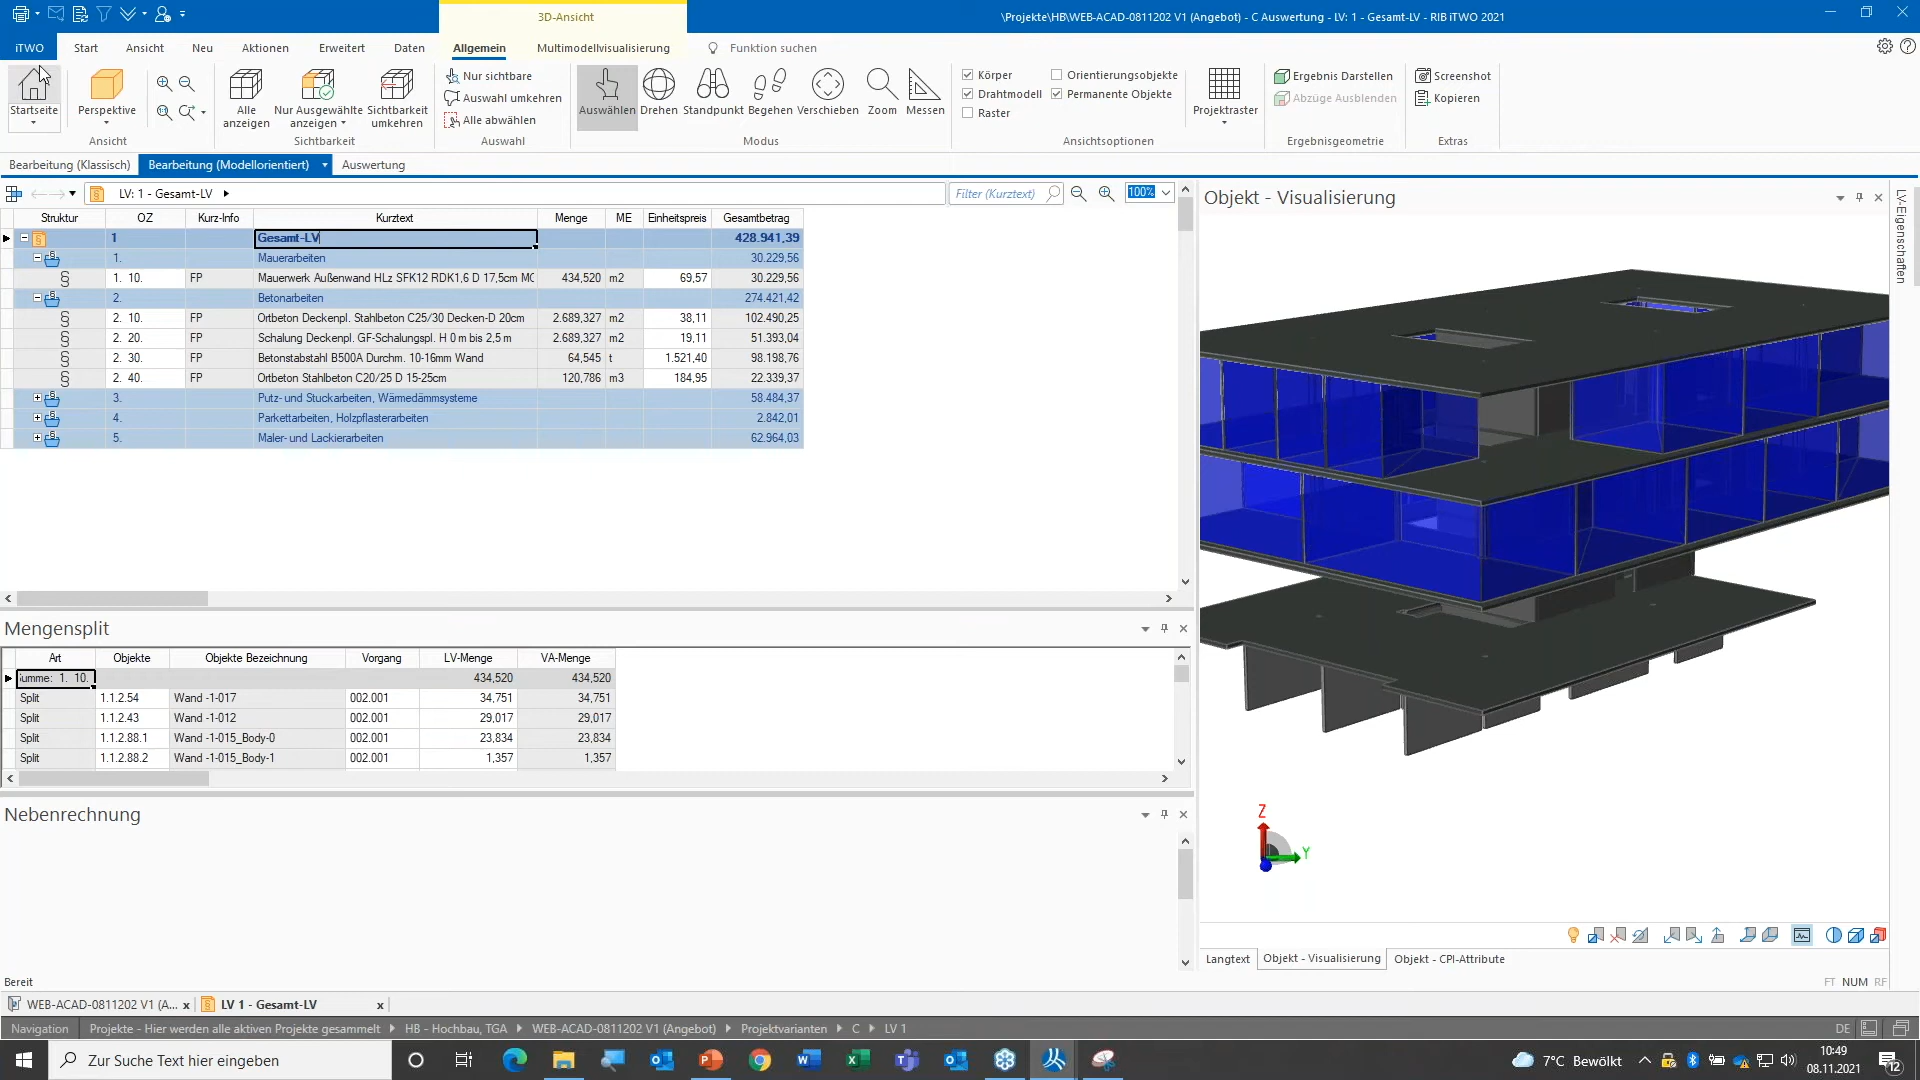 3D-Ansicht
\Projekte\HB\WEB-ACAD-0811202 V1 (Angebot) - C Auswertung - LV: 1 - Gesamt-LV - RIB iTWO 2021
iTWO Start Ansicht Neu Aktionen Erweitert Daten Allgemein Multimodellvisualisierung Funktion suchen
Startseite
Perspektive
Ansicht
Alle anzeigen
Nur Ausgewählte anzeigen
Sichtbarkeit umkehren
Sichtbarkeit
Nur sichtbare
Auswahl umkehren
Alle abwählen
Auswahl
Auswählen Drehen Standpunkt Begehen Verschieben Zoom Messen
Modus
Körper Orientierungsobjekte
Drahtmodell Permanente Objekte
Raster
Ansichtsoptionen
Projektraster
Ergebnis Darstellen
Abzüge Ausblenden
Ergebnisgeometrie
Screenshot
Kopieren
Extras
Bearbeitung (Klassisch) Bearbeitung (Modellorientiert) Auswertung
LV: 1 - Gesamt-LV Filter (Kurztext) 100%
Struktur OZ Kurz-Info Kurztext Menge ME Einheitspreis Gesamtbetrag
1 Gesamt-LV 428.941,39
1. Mauerarbeiten 30.229,56
1. 10. FP Mauerwerk Außenwand HLz SFK12 RDK1,6 D 17,5cm MC 434,520 m2 69,57 30.229,56
2. Betonarbeiten 274.421,42
2. 10. FP Ortbeton Deckenpl. Stahlbeton C25/30 Decken-D 20cm 2.689,327 m2 38,11 102.490,25
2. 20. FP Schalung Deckenpl. GF-Schalungspl. H 0 m bis 2,5 m 2.689,327 m2 19,11 51.393,04
2. 30. FP Betonstabstahl B500A Durchm. 10-16mm Wand 64,545 t 1.521,40 98.198,76
2. 40. FP Ortbeton Stahlbeton C20/25 D 15-25cm 120,786 m3 184,95 22.339,37
3. Putz- und Stuckarbeiten, Wärmedämmsysteme 58.484,37
4. Parkettarbeiten, Holzpflasterarbeiten 2.842,01
5. Maler- und Lackierarbeiten 62.964,03
Mengensplit
Art Objekte Objekte Bezeichnung Vorgang LV-Menge VA-Menge
umme: 1. 10. 434,520 434,520
Split 1.1.2.54 Wand -1-017 002.001 34,751 34,751
Split 1.1.2.43 Wand -1-012 002.001 29,017 29,017
Split 1.1.2.88.1 Wand -1-015_Body-0 002.001 23,834 23,834
Split 1.1.2.88.2 Wand -1-015_Body-1 002.001 1,357 1,357
Nebenrechnung
Objekt - Visualisierung
LV-Eigenschaften
Z
Y
Langtext Objekt - Visualisierung Objekt - CPI-Attribute
Bereit FT NUM RF
WEB-ACAD-0811202 V1 (A... x LV 1 - Gesamt-LV x
Navigation Projekte - Hier werden alle aktiven Projekte gesammelt HB - Hochbau, TGA WEB-ACAD-0811202 V1 (Angebot) Projektvarianten C LV 1 DE
Zur Suche Text hier eingeben
7°C Bewölkt
10:49
08.11.2021
12